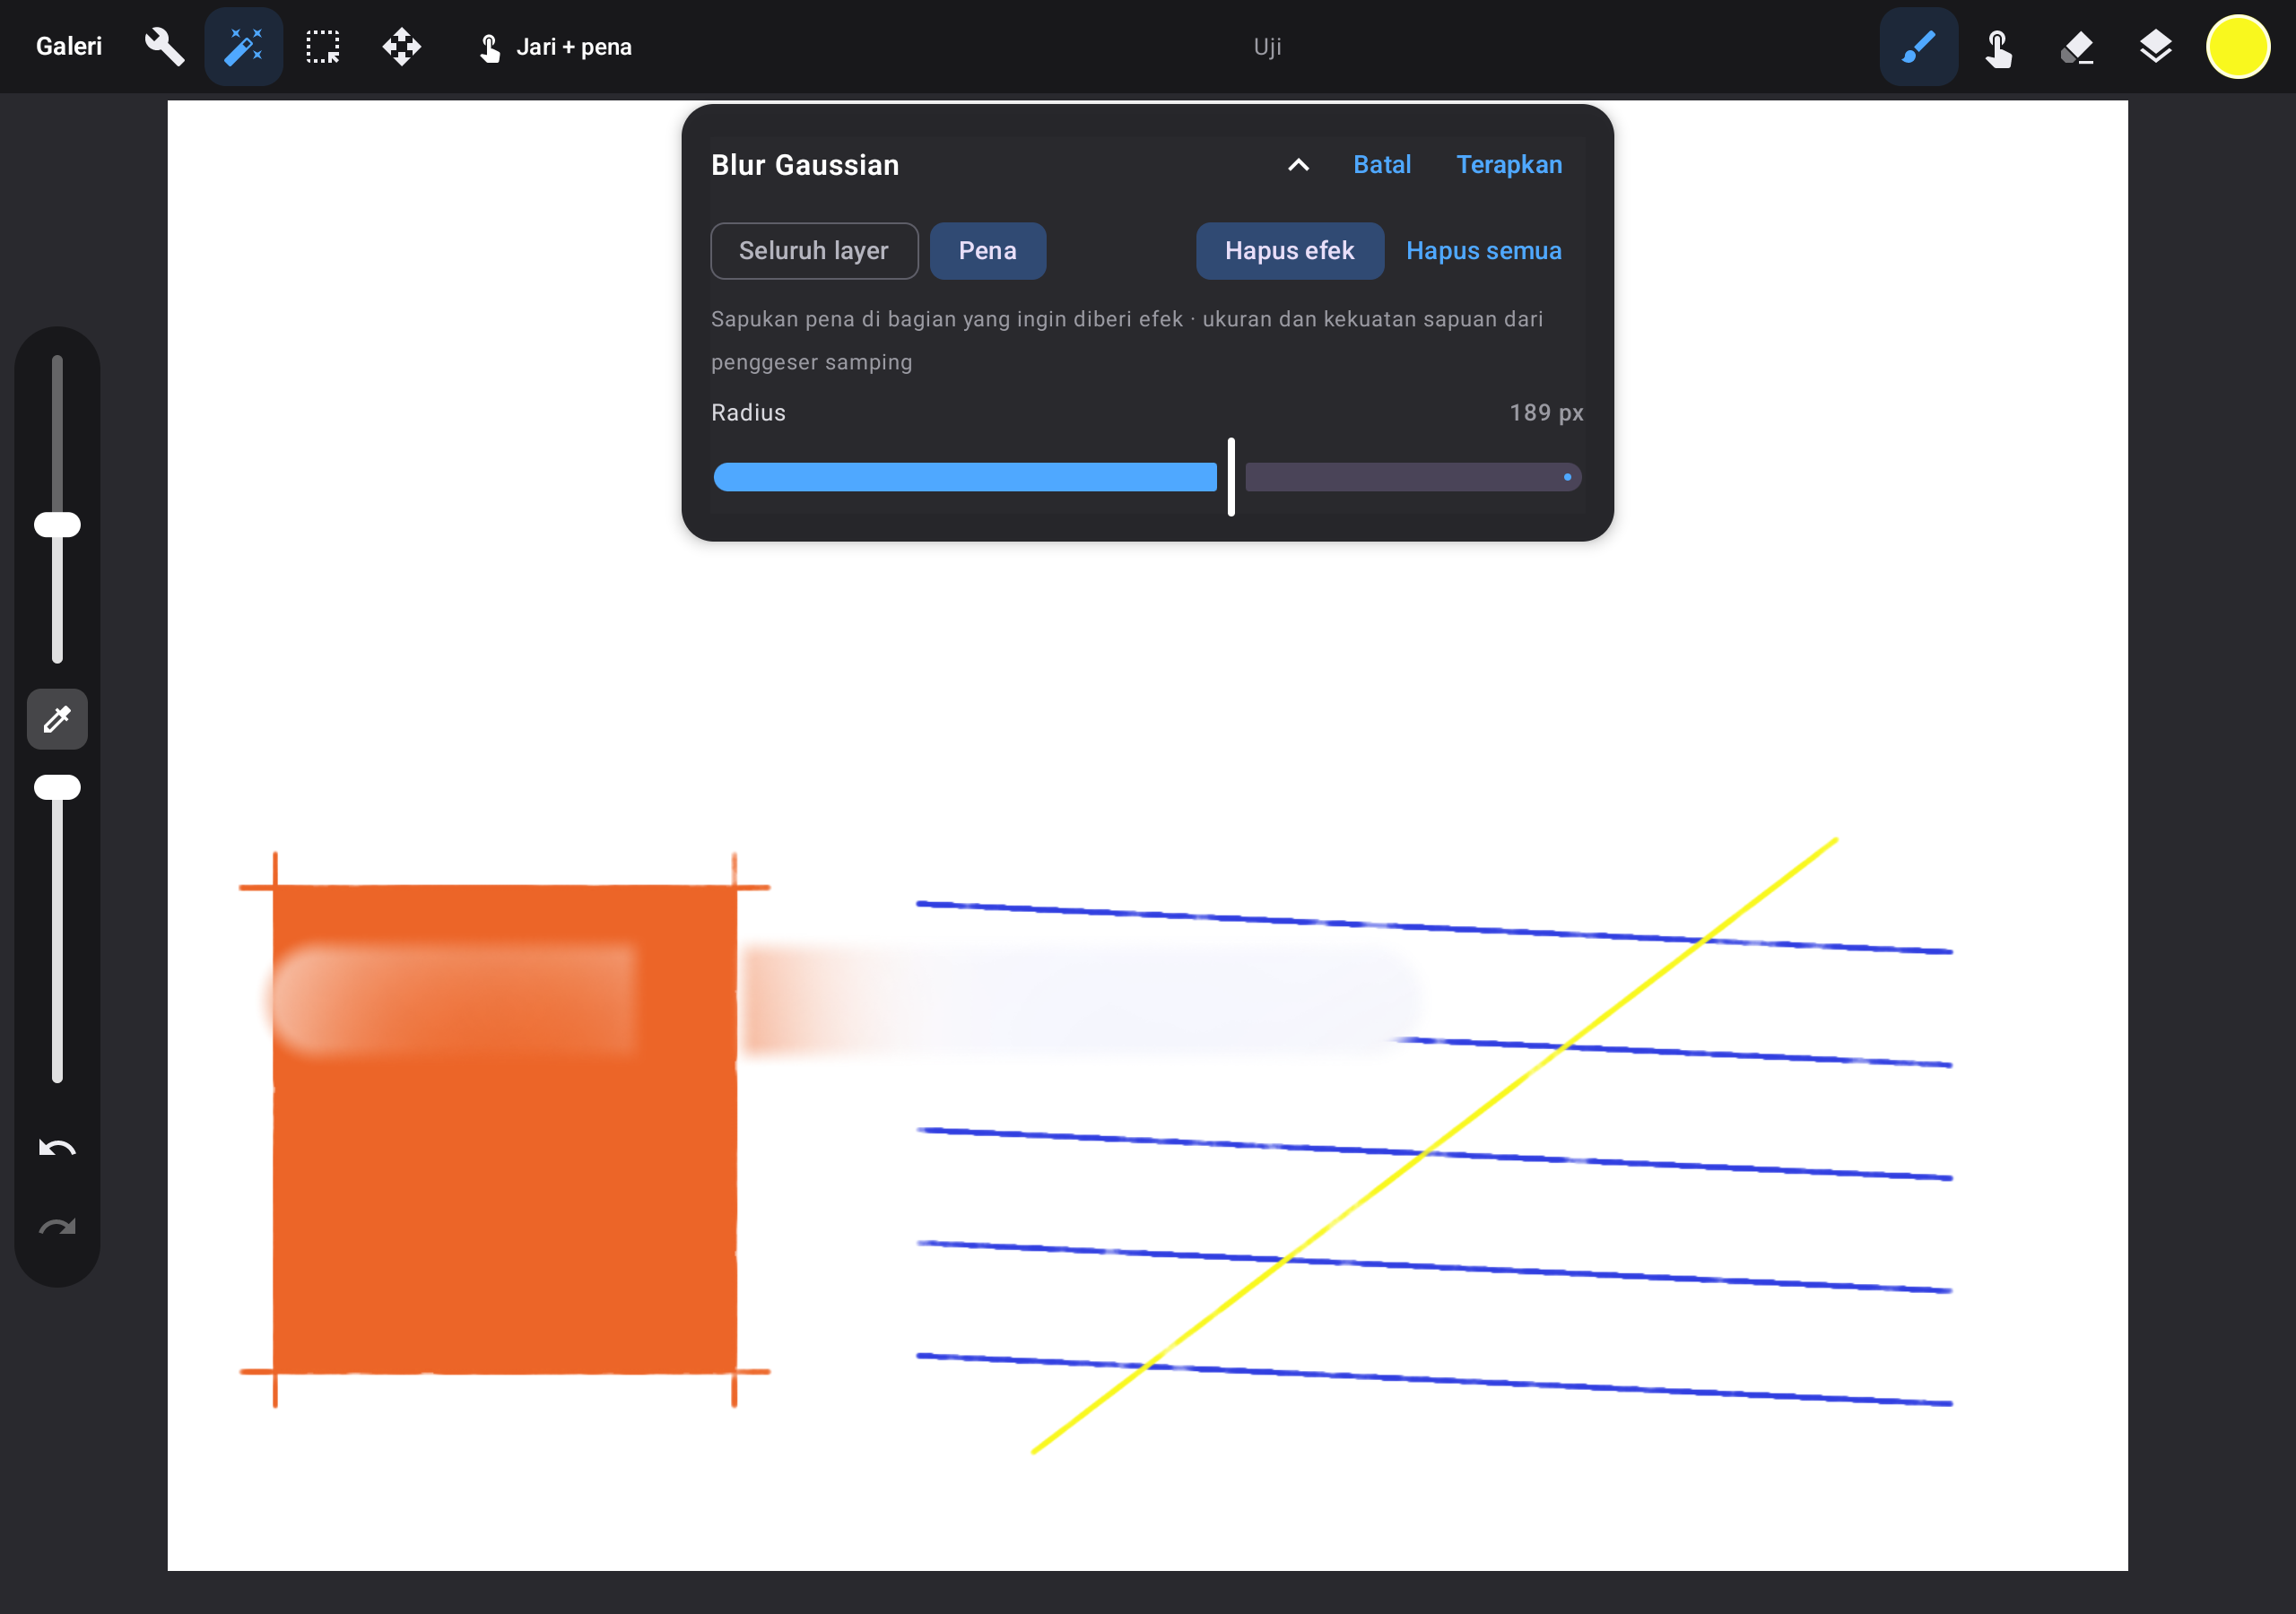 Galeri
Jari + pena
Uji
Blur Gaussian
Batal
Terapkan
Seluruh layer
Pena
Hapus efek
Hapus semua
Sapukan pena di bagian yang ingin diberi efek · ukuran dan kekuatan sapuan dari
penggeser samping
Radius
189 px